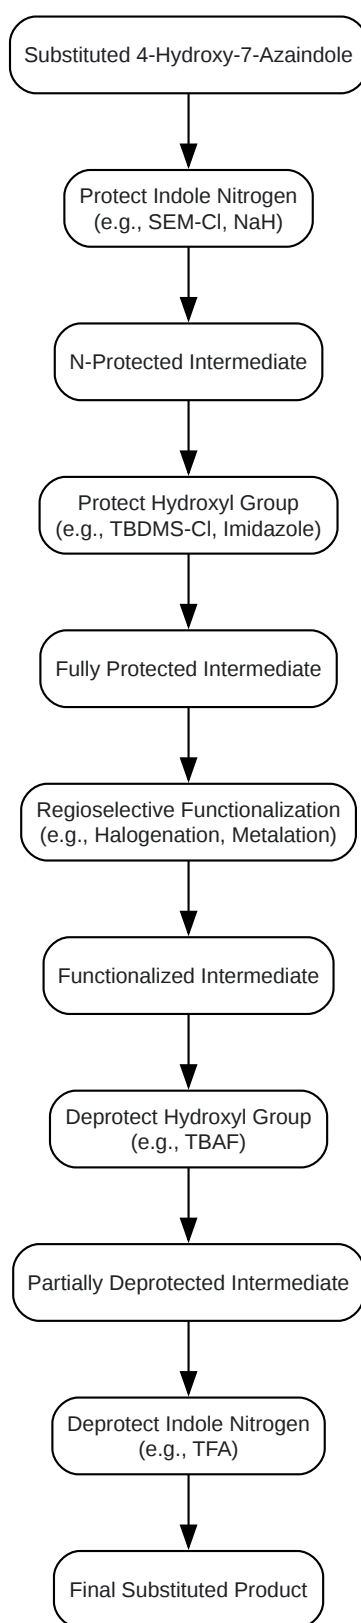 Substituted 4-Hydroxy-7-Azaindole
Protect Indole Nitrogen
(e.g., SEM-Cl, NaH)
N-Protected Intermediate
Protect Hydroxyl Group
(e.g., TBDMS-Cl, Imidazole)
Fully Protected Intermediate
Regioselective Functionalization
(e.g., Halogenation, Metalation)
Functionalized Intermediate
Deprotect Hydroxyl Group
(e.g., TBAF)
Partially Deprotected Intermediate
Deprotect Indole Nitrogen
(e.g., TFA)
Final Substituted Product